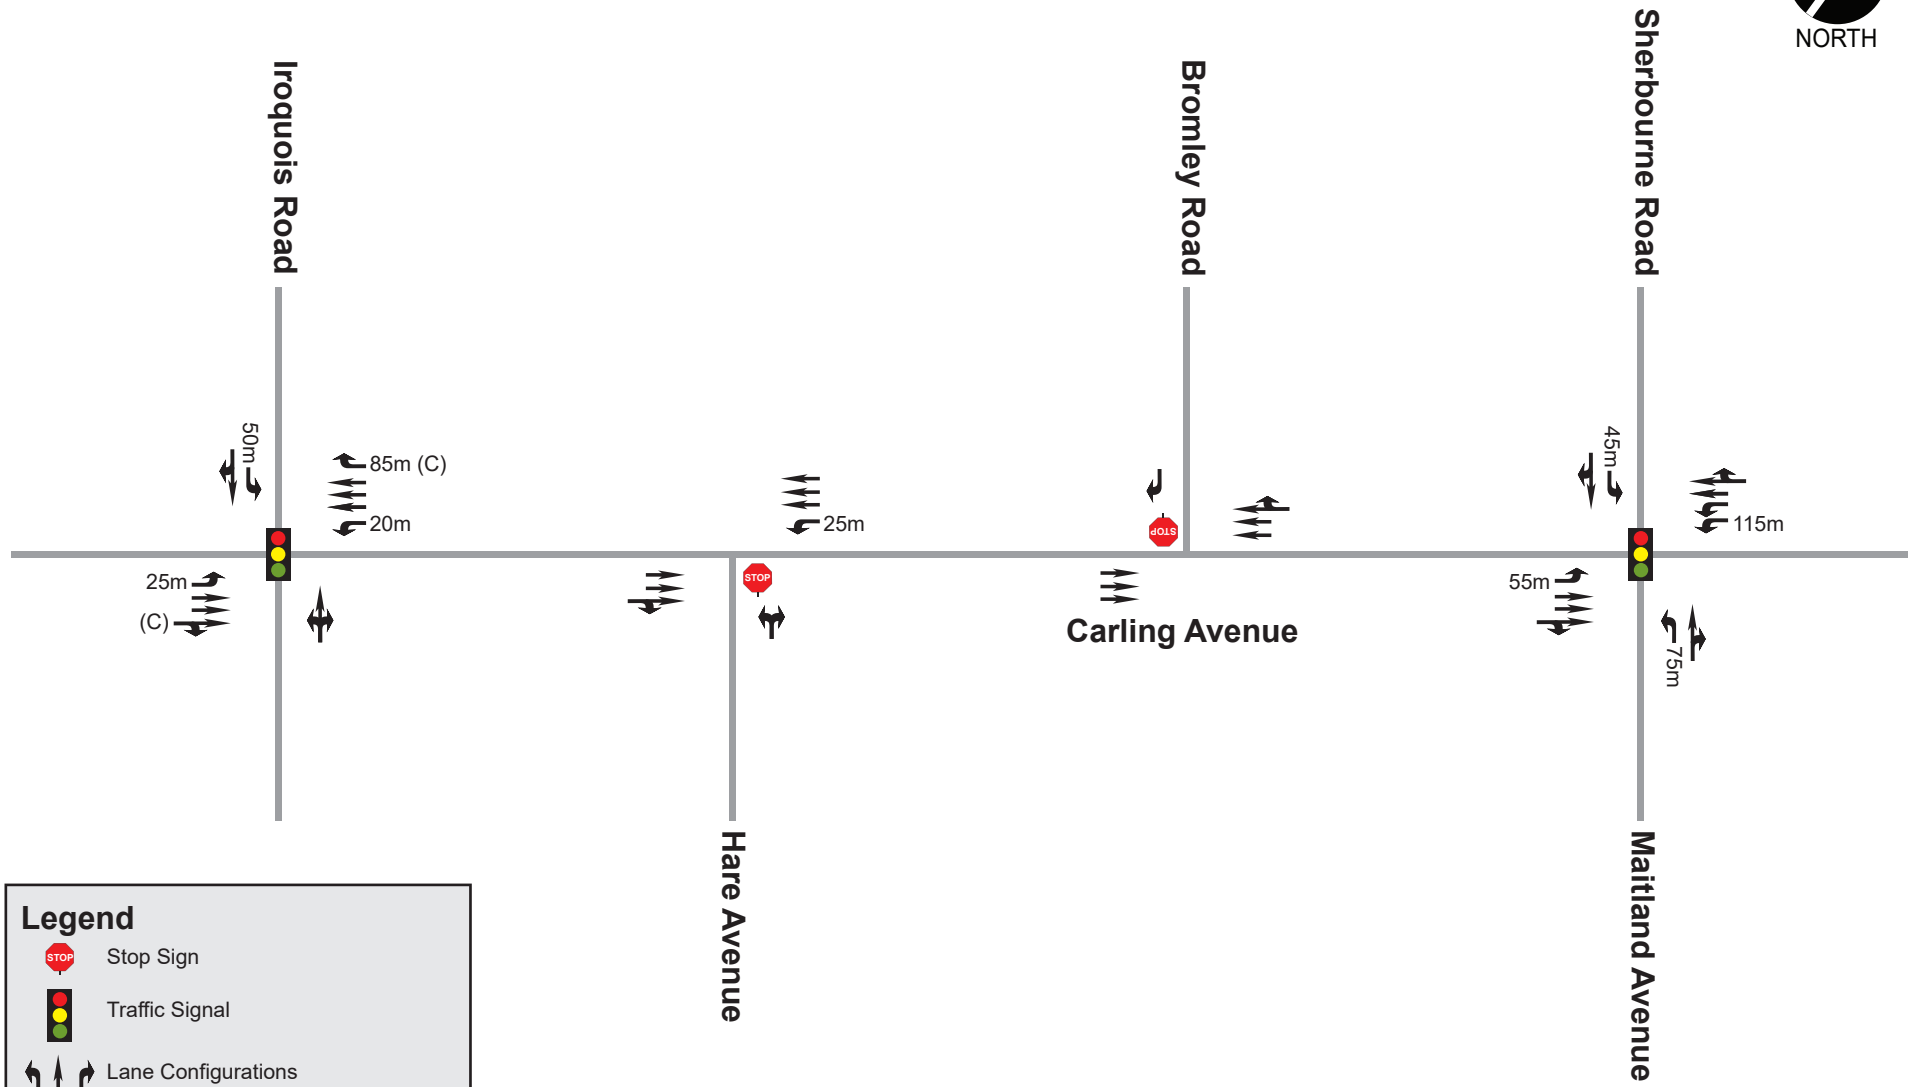 NORTH
Iroquois Road
Bromley Road
Sherbourne Road
50m
85m (C)
20m
25m
(C)
25m
STOP
STOP
Carling Avenue
45m
115m
55m
75m
Hare Avenue
Maitland Avenue
Legend
STOP Stop Sign
Traffic Signal
Lane Configurations